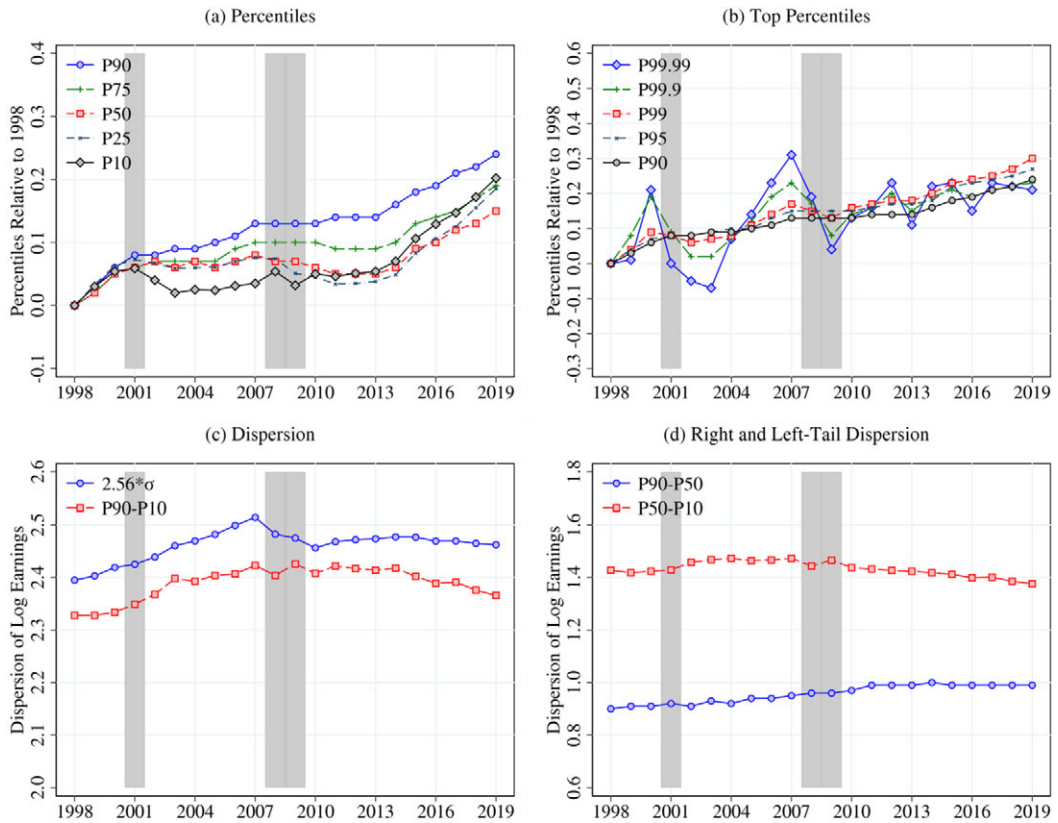 (a) Percentiles
Percentiles Relative to 1998
0.4
0.3
0.2
0.1
0.0
-0.1
P90
P75
P50
P25
P10
1998 2001 2004 2007 2010 2013 2016 2019
(b) Top Percentiles
Percentiles Relative to 1998
0.6
0.5
0.4
0.3
0.2
0.1
0.0
-0.1
-0.2
-0.3
P99.99
P99.9
P99
P95
P90
1998 2001 2004 2007 2010 2013 2016 2019
(c) Dispersion
Dispersion of Log Earnings
2.6
2.5
2.4
2.3
2.2
2.1
2.0
2.56*σ
P90-P10
1998 2001 2004 2007 2010 2013 2016 2019
(d) Right and Left-Tail Dispersion
Dispersion of Log Earnings
1.8
1.6
1.4
1.2
1.0
0.8
0.6
P90-P50
P50-P10
1998 2001 2004 2007 2010 2013 2016 2019